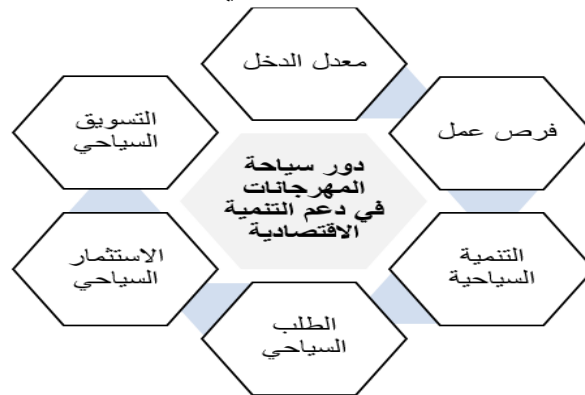 معدل الدخل
فرص عمل
التنمية
السياحية
الطلب
السياحي
الاستثمار
السياحي
التسويق
السياحي
دور سياحة
المهرجانات
في دعم التنمية
الاقتصادية